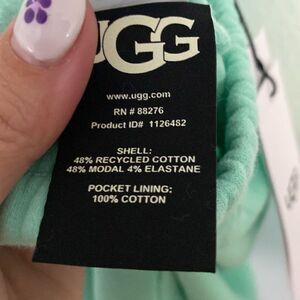 UGG
www.ugg.com
RN # 88276
Product ID# 1126482
SHELL:
48% RECYCLED COTTON
48% MODAL 4% ELASTANE
POCKET LINING:
100% COTTON